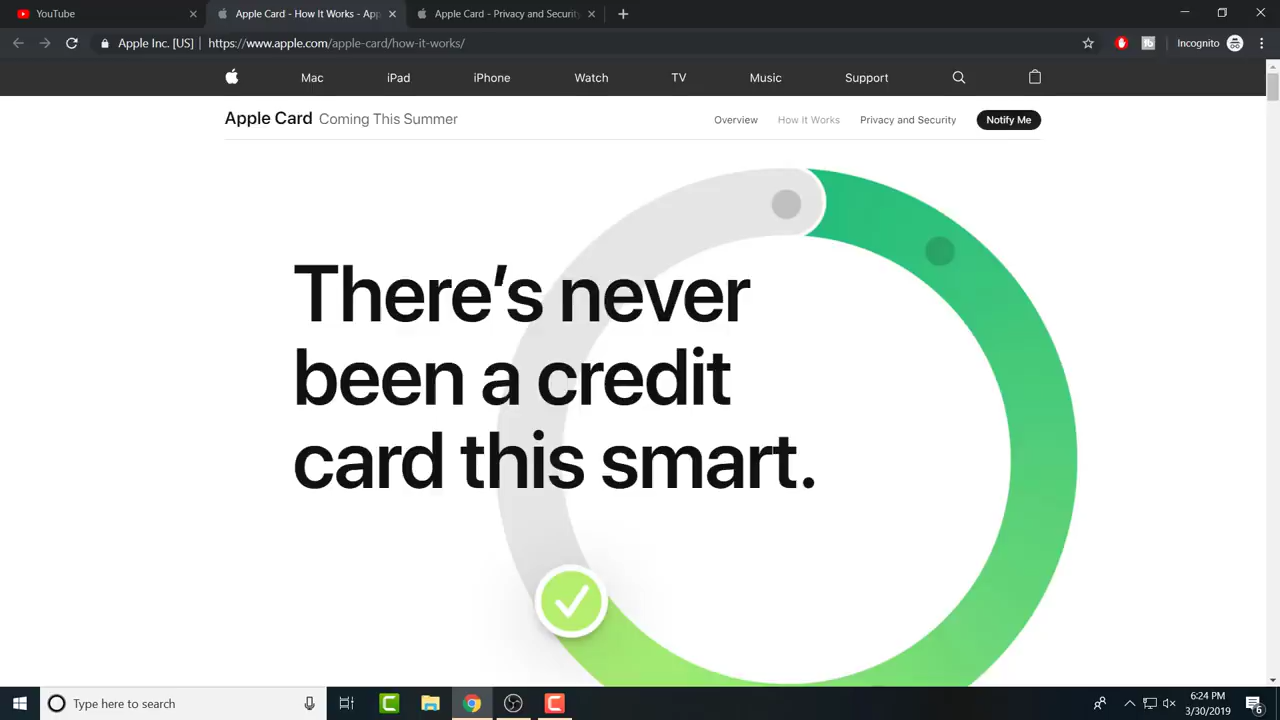 YouTube
Apple Card - How It Works - App
Apple Card - Privacy and Securit
Apple Inc. [US] | https://www.apple.com/apple-card/how-it-works/
Incognito
Mac iPad iPhone Watch TV Music Support
Apple Card Coming This Summer
Overview How It Works Privacy and Security Notify Me
There's never
been a credit
card this smart.
Type here to search
6:24 PM
3/30/2019
6